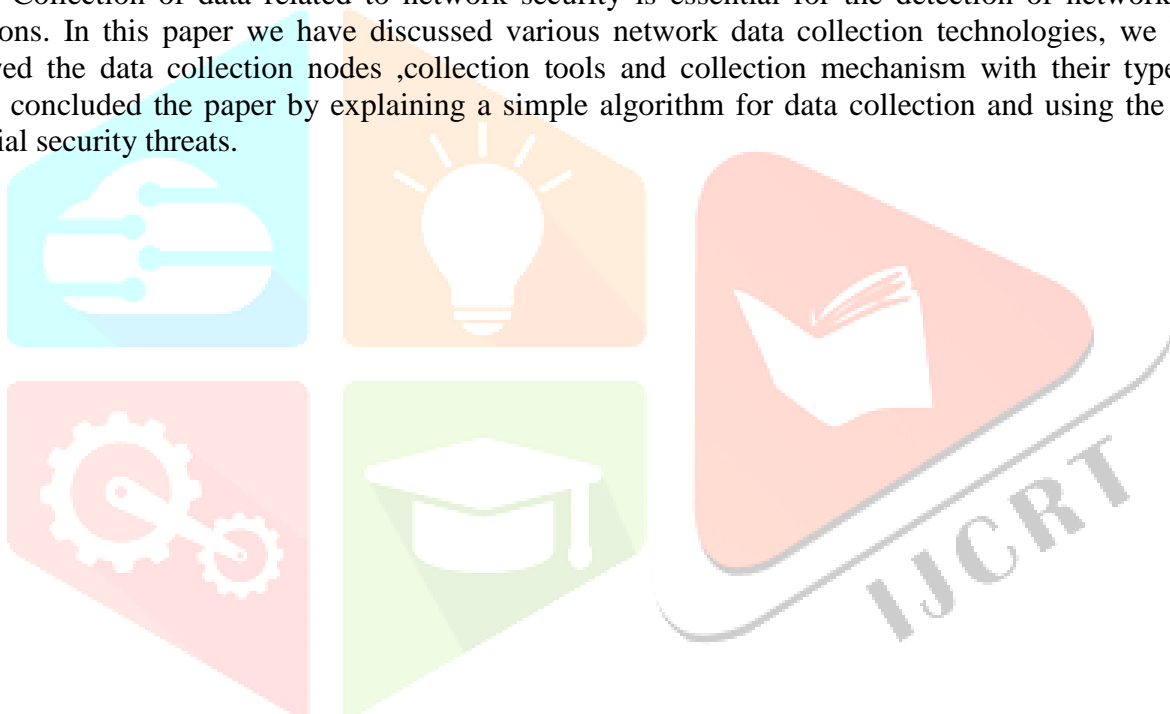 Collection of data related to network security is essential for the detection of network
ons. In this paper we have discussed various network data collection technologies, we
ed the data collection nodes ,collection tools and collection mechanism with their type
concluded the paper by explaining a simple algorithm for data collection and using the
ial security threats.
IJCRT